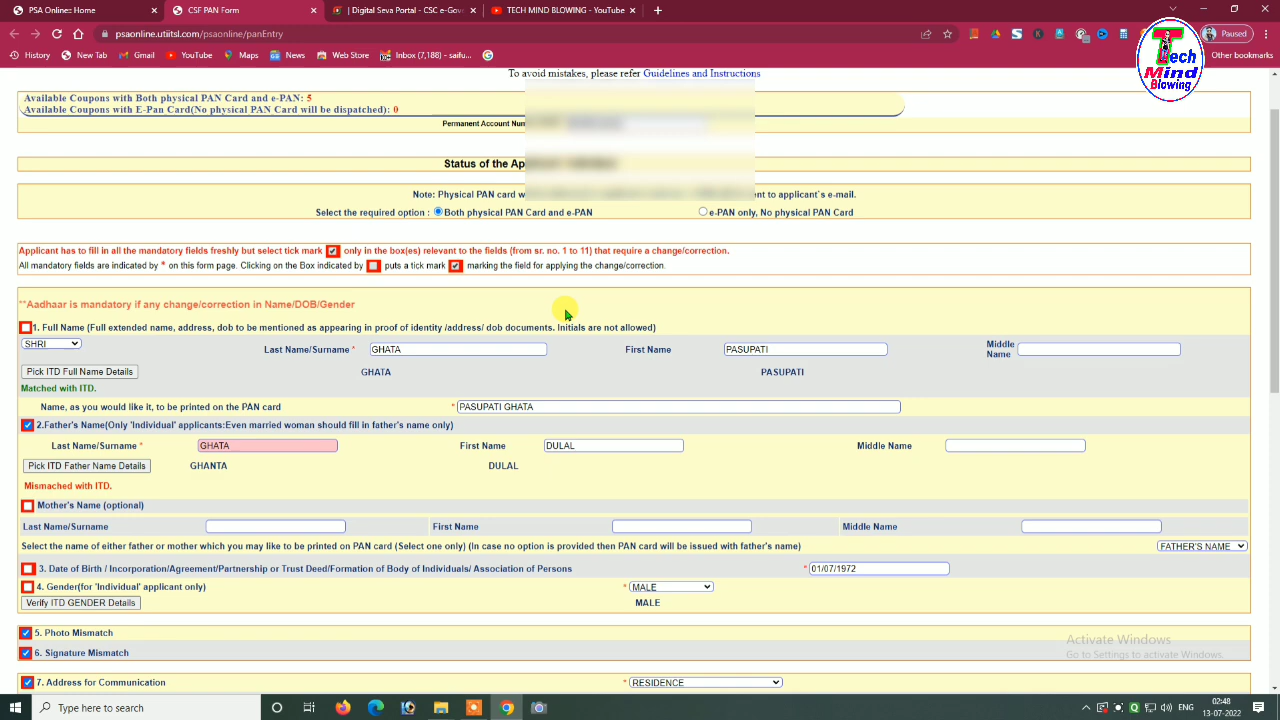 PSA Online Services
CSK PAN
CSC PAN
| Digital Seva Portal - CSC e-Gov
TECH MIND BLOWING - YouTube
psaonline.utiitsl.com/panEntry
Paused
History
Network Tab
Gmail
YouTube
Maps
News
Web Store
Inbox (7,188) - saifu...
Other bookmarks
Tech Mind Blowing
To avoid mistakes, please refer Guidelines and Instructions
Available Coupons with Both physical PAN Card and e-PAN: 5
Available Coupons with E-Pan Card(No physical PAN Card will be dispatched): 0
Permanent Account Num
Status of the Ap
Note: Physical PAN card w
nt to applicant`s e-mail.
Select the required option : Both physical PAN Card and e-PAN e-PAN only, No physical PAN Card
Applicant has to fill in all the mandatory fields freshly but select tick mark only in the box(es) relevant to the fields (from sr. no. 1 to 11) that require a change/correction.
All mandatory fields are indicated by * on this form page. Clicking on the Box indicated by puts a tick mark marking the field for applying the change/correction.
**Aadhaar is mandatory if any change/correction in Name/DOB/Gender
1. Full Name (Full extended name, address, dob to be mentioned as appearing in proof of identity /address/ dob documents. Initials are not allowed)
SHRI Last Name/Surname * GHATA First Name PASUPATI Middle Name
Pick ITD Full Name Details GHATA PASUPATI
Matched with ITD.
Name, as you would like it, to be printed on the PAN card * PASUPATI GHATA
2.Father's Name(Only 'Individual' applicants:Even married woman should fill in father's name only)
Last Name/Surname * GHATA First Name DULAL Middle Name
Pick ITD Father Name Details GHANTA DULAL
Mismached with ITD.
Mother's Name (optional)
Last Name/Surname First Name Middle Name
Select the name of either father or mother which you may like to be printed on PAN card (Select one only) (In case no option is provided then PAN card will be issued with father's name) FATHER'S NAME
3. Date of Birth / Incorporation/Agreement/Partnership or Trust Deed/Formation of Body of Individuals/ Association of Persons * 01/07/1972
4. Gender(for 'Individual' applicant only) * MALE
Verify ITD GENDER Details MALE
5. Photo Mismatch
6. Signature Mismatch
Activate Windows
Go to Settings to activate Windows.
7. Address for Communication * RESIDENCE
Type here to search
ENG
02:48
13-07-2022